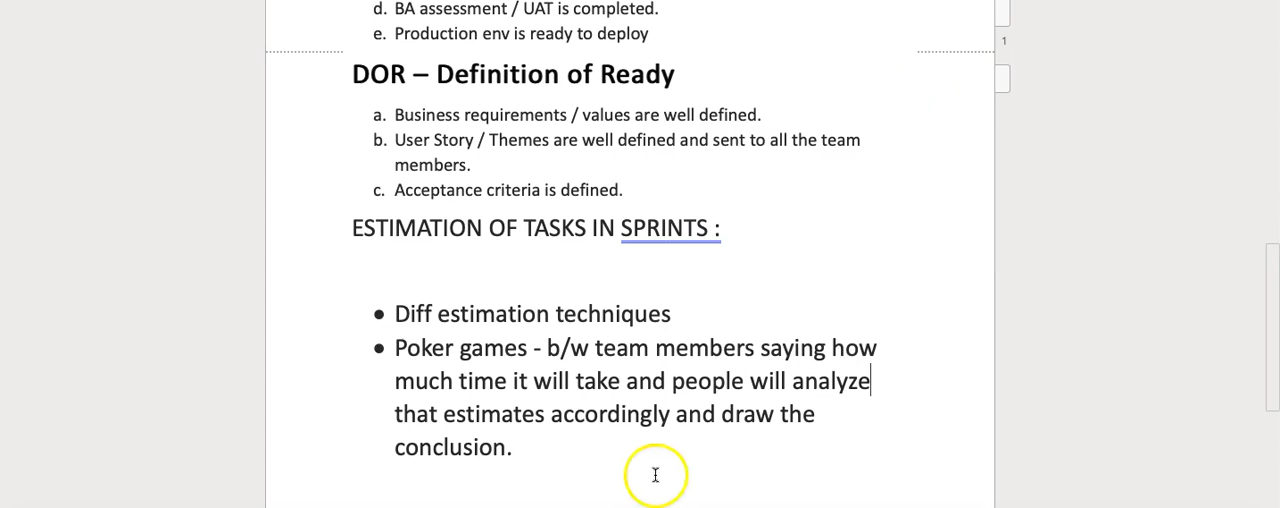 d. BA assessment / UAT is completed.
e. Production env is ready to deploy
1
DOR – Definition of Ready
a. Business requirements / values are well defined.
b. User Story / Themes are well defined and sent to all the team
members.
c. Acceptance criteria is defined.
ESTIMATION OF TASKS IN SPRINTS :
• Diff estimation techniques
• Poker games - b/w team members saying how
much time it will take and people will analyze
that estimates accordingly and draw the
conclusion.